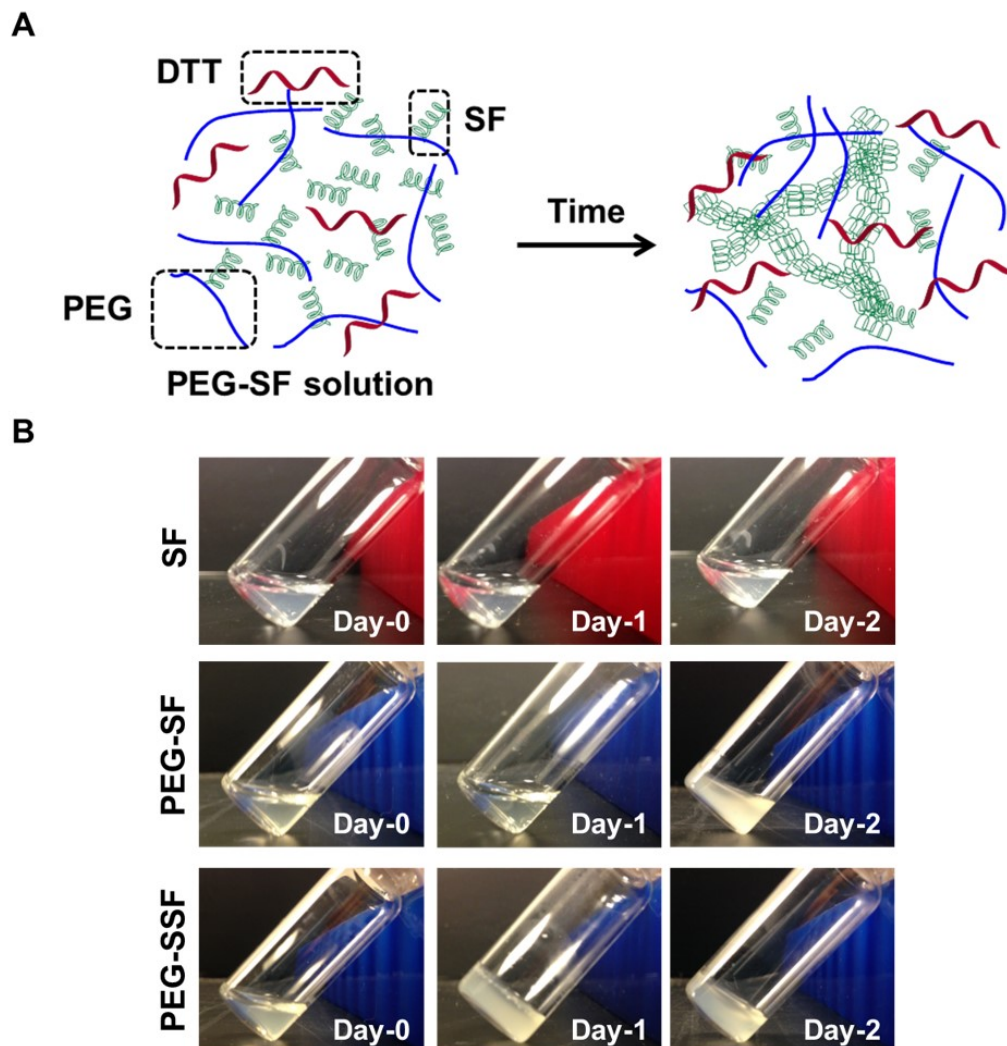 A
DTT
SF
Time
PEG
PEG-SF solution
B
SF
Day-0
Day-1
Day-2
PEG-SF
Day-0
Day-1
Day-2
PEG-SSF
Day-0
Day-1
Day-2